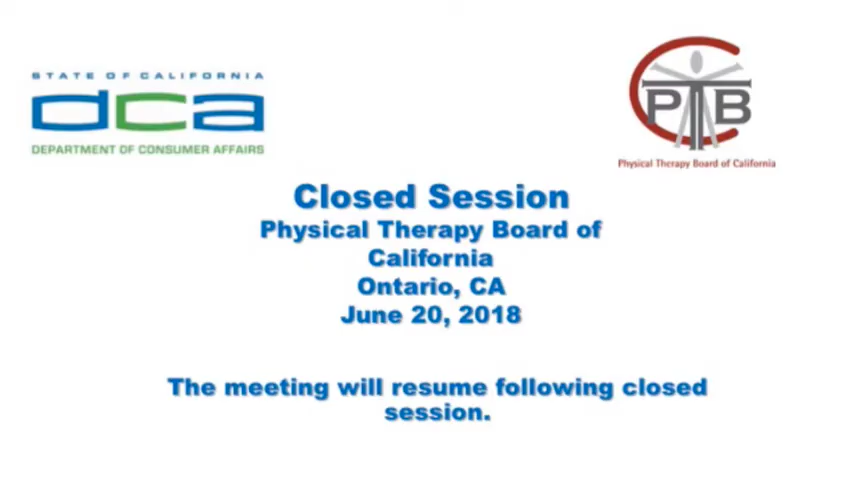 STATE OF CALIFORNIA
dca
DEPARTMENT OF CONSUMER AFFAIRS
PTB
Physical Therapy Board of California
Closed Session
Physical Therapy Board of
California
Ontario, CA
June 20, 2018
The meeting will resume following closed
session.